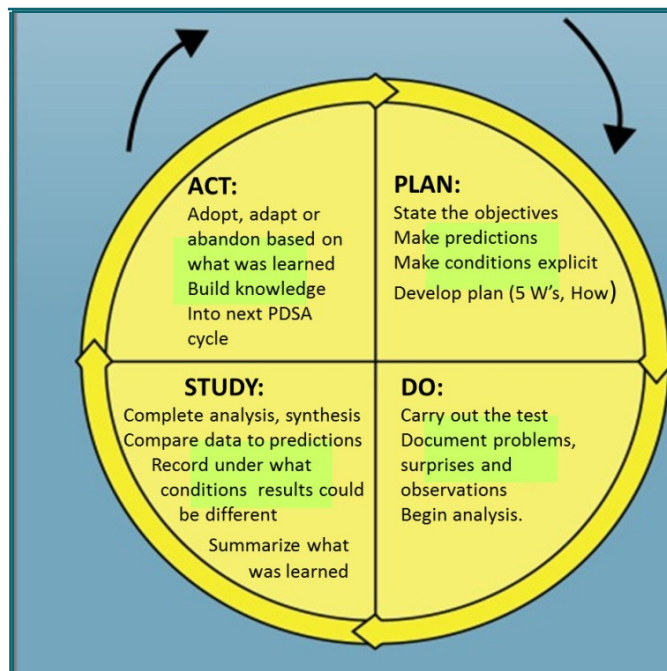 ACT:
Adopt, adapt or
abandon based on
what was learned
Build knowledge
Into next PDSA
cycle
PLAN:
State the objectives
Make predictions
Make conditions explicit
Develop plan (5 W's, How)
STUDY:
Complete analysis, synthesis
Compare data to predictions
Record under what
conditions results could
be different
Summarize what
was learned
DO:
Carry out the test
Document problems,
surprises and
observations
Begin analysis.